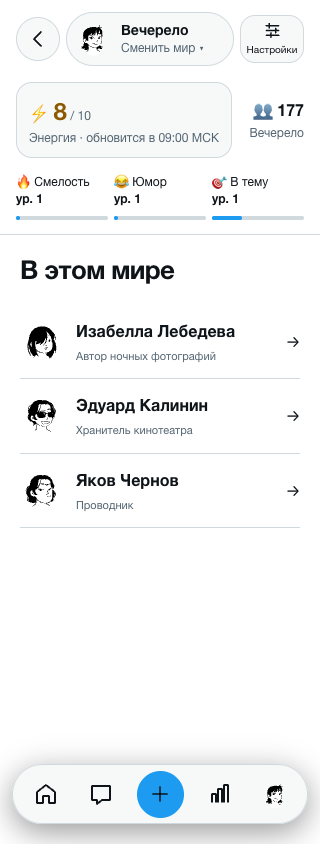 Вечерело
Сменить мир ▾
Настройки
⚡ 8 / 10
Энергия · обновится в 09:00 МСК
👥 177
Вечерело
🔥 Смелость
ур. 1
😂 Юмор
ур. 1
🎯 В тему
ур. 1
В этом мире
Изабелла Лебедева
Автор ночных фотографий
Эдуард Калинин
Хранитель кинотеатра
Яков Чернов
Проводник